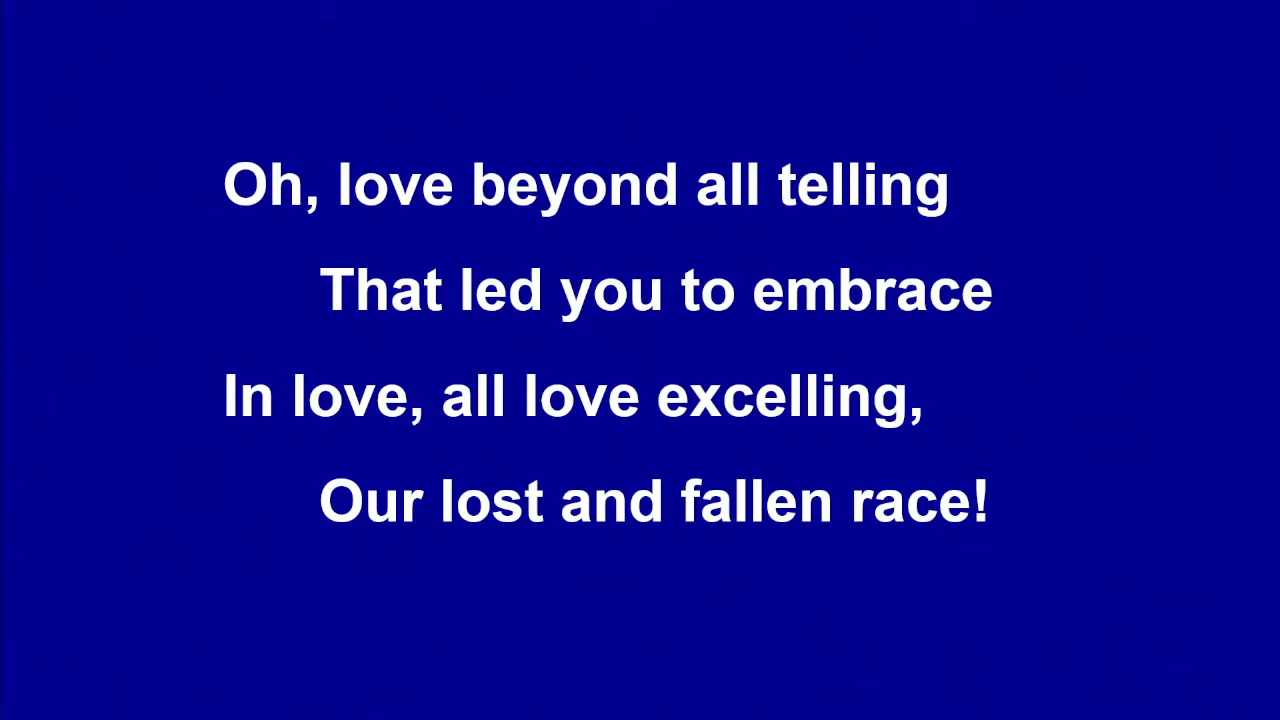 Oh, love beyond all telling
That led you to embrace
In love, all love excelling,
Our lost and fallen race!